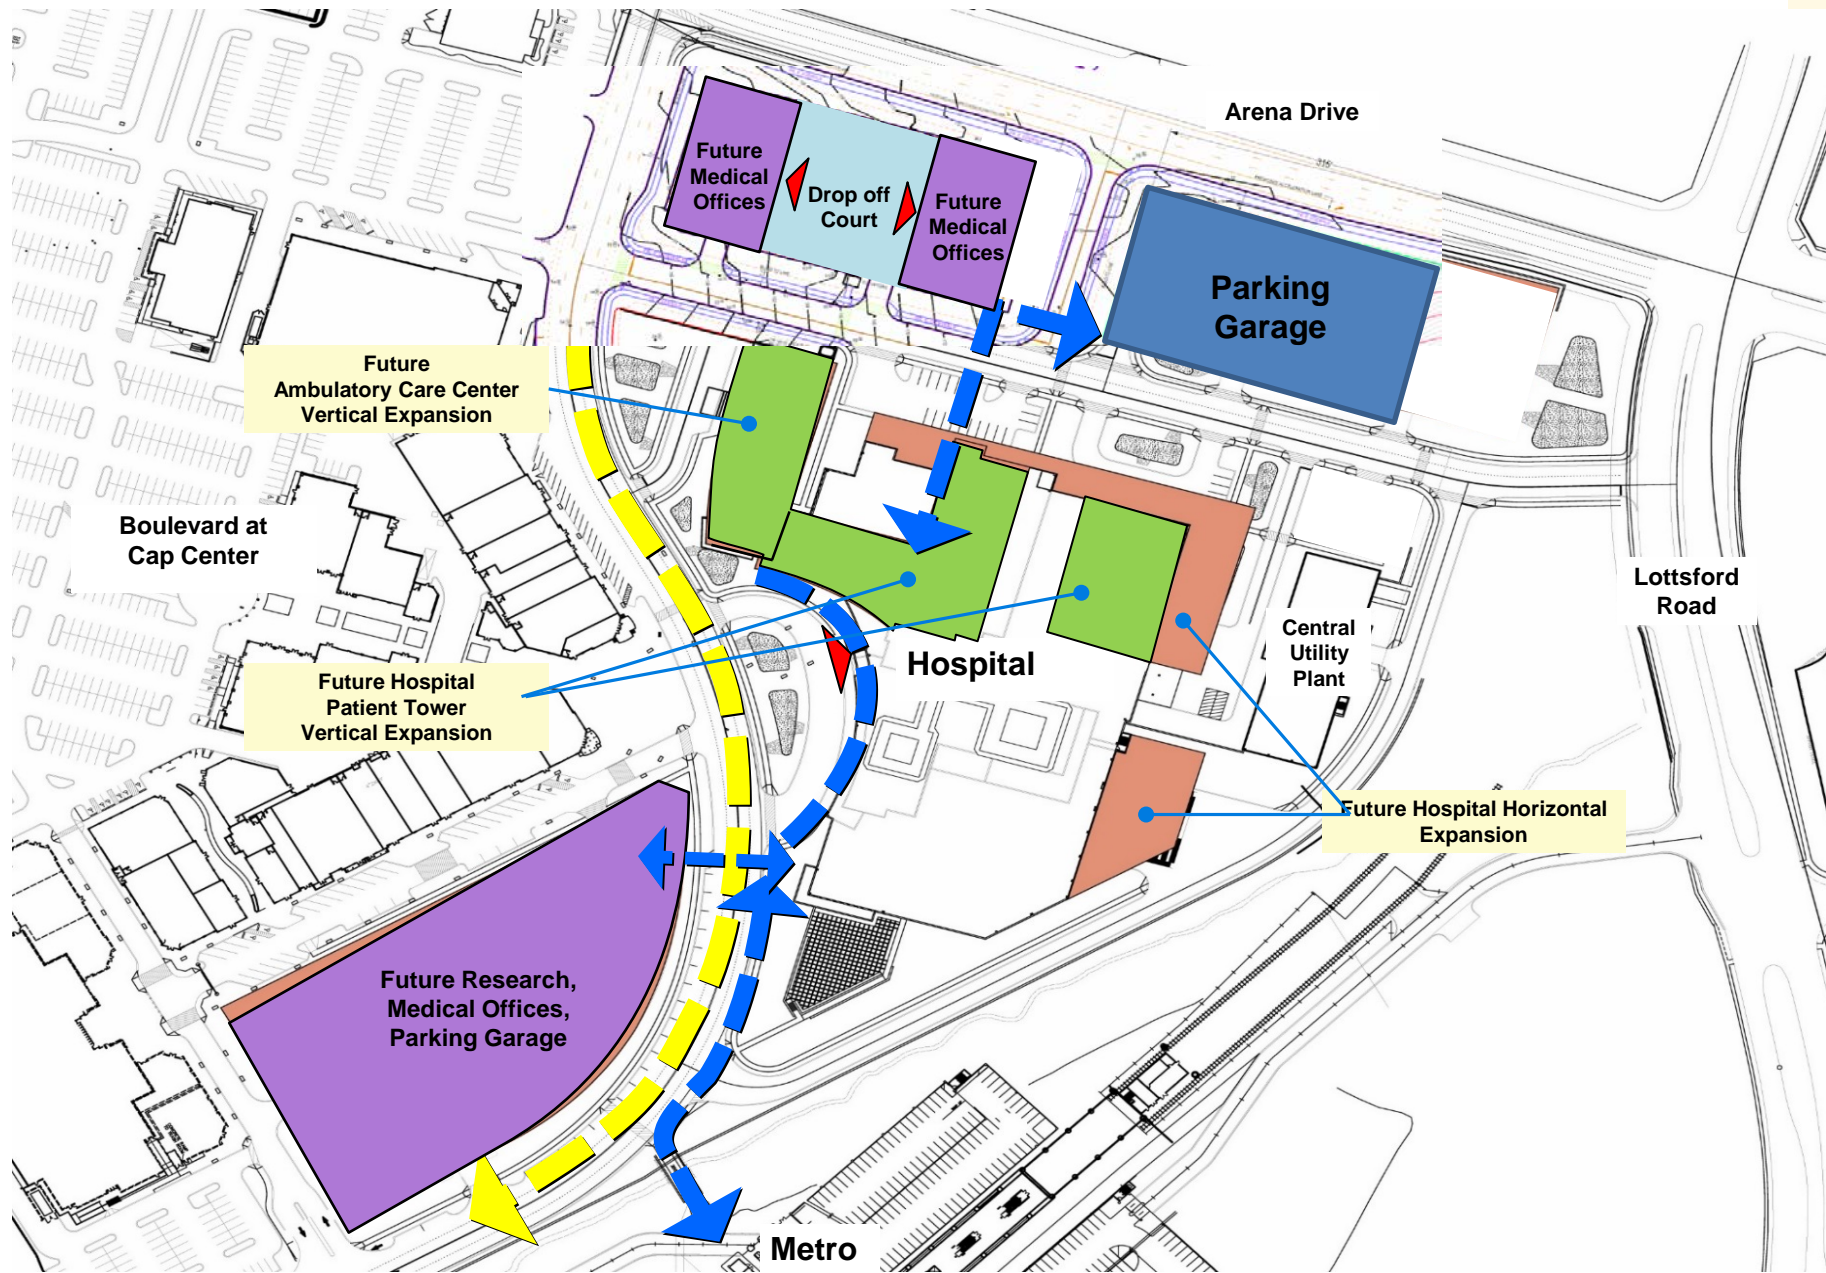 Arena Drive
315'
Future
Medical
Offices
Drop off
Court
Future
Medical
Offices
Parking
Garage
Future
Ambulatory Care Center
Vertical Expansion
Boulevard at
Cap Center
Lottsford
Road
Central
Utility
Plant
Hospital
Future Hospital
Patient Tower
Vertical Expansion
Future Hospital Horizontal
Expansion
Future Research,
Medical Offices,
Parking Garage
Metro